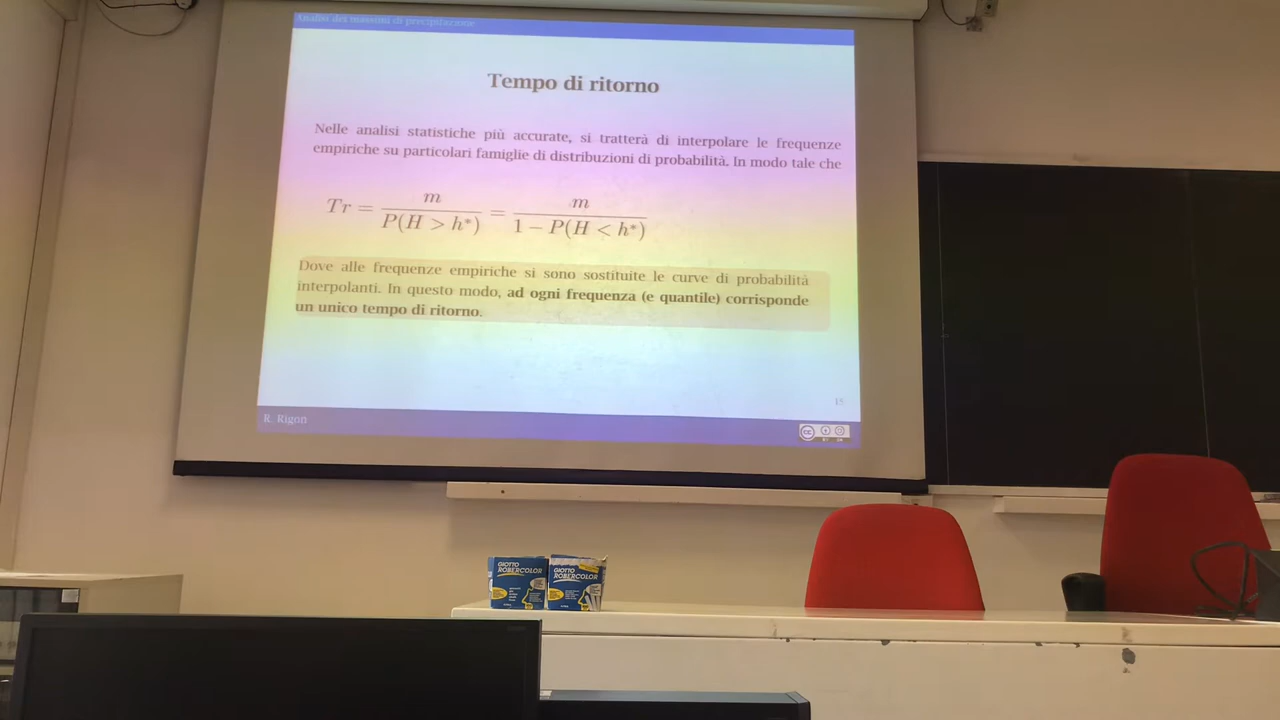 Analisi dei massimi di precipitazione
Tempo di ritorno
Nelle analisi statistiche più accurate, si tratterà di interpolare le frequenze
empiriche su particolari famiglie di distribuzioni di probabilità. In modo tale che
Tr = m / P(H > h*) = m / 1 − P(H < h*)
Dove alle frequenze empiriche si sono sostituite le curve di probabilità
interpolanti. In questo modo, ad ogni frequenza (e quantile) corrisponde
un unico tempo di ritorno.
15
R. Rigon
cc
GIOTTO
ROBERCOLOR
GIOTTO
ROBERCOLOR